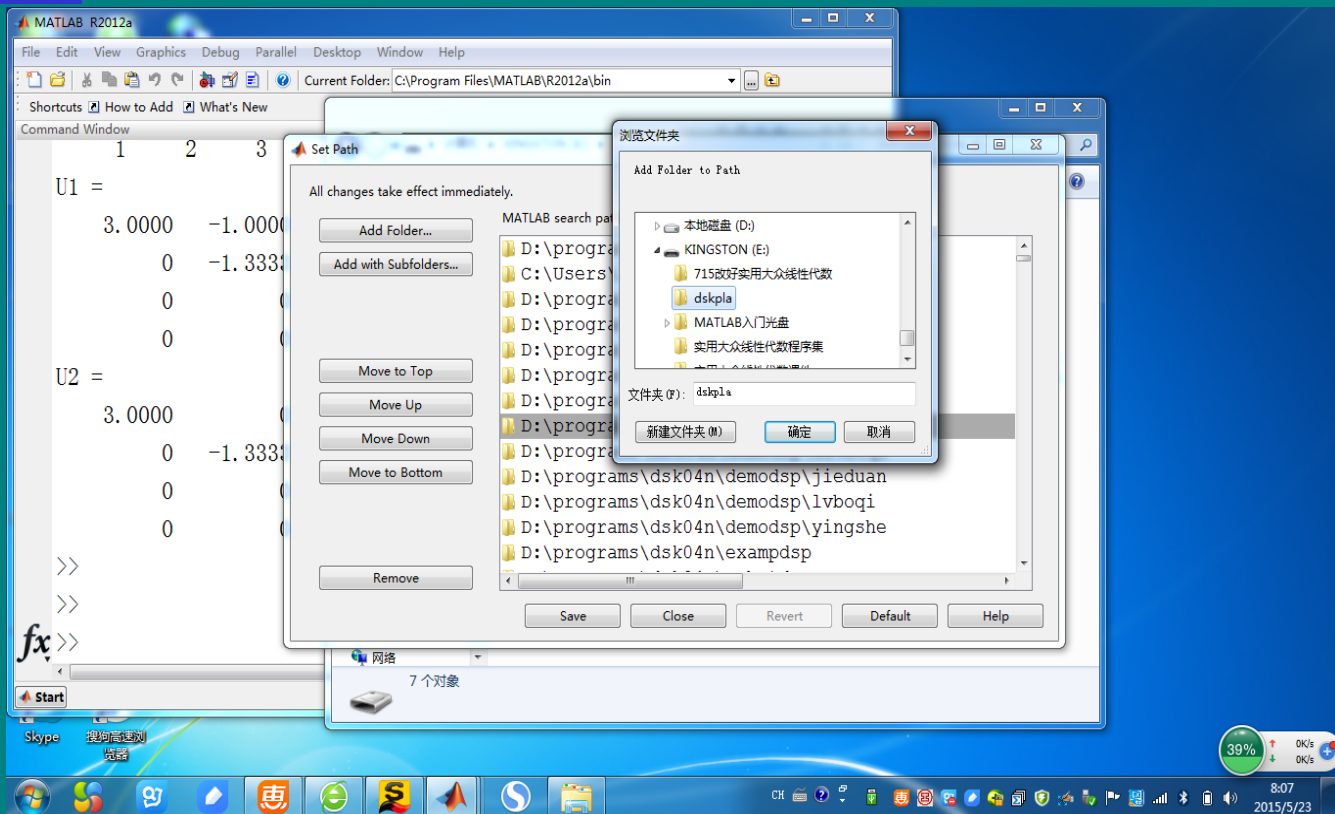 MATLAB R2012a
File Edit View Graphics Debug Parallel Desktop Window Help
Current Folder: C:\Program Files\MATLAB\R2012a\bin
Shortcuts How to Add What's New
Command Window
1 2 3
U1 =
3.0000 -1.0000
0 -1.3333
0 0
0 0
U2 =
3.0000 0
0 -1.3333
0 0
0 0
>>
>>
fx >>
Start
Set Path
All changes take effect immediately.
Add Folder...
Add with Subfolders...
Move to Top
Move Up
Move Down
Move to Bottom
Remove
MATLAB search pat
D:\progra
C:\Users\
D:\progra
D:\progra
D:\progra
D:\progra
D:\progra
D:\progra
D:\progra
D:\programs\dsk04n\demodsp\jieduan
D:\programs\dsk04n\demodsp\lvboqi
D:\programs\dsk04n\demodsp\yingshe
D:\programs\dsk04n\exampdsp
Save Close Revert Default Help
浏览文件夹
Add Folder to Path
本地磁盘 (D:)
KINGSTON (E:)
715改好实用大众线性代数
dskpla
MATLAB入门光盘
实用大众线性代数程序集
文件夹(F): dskpla
新建文件夹(M) 确定 取消
网络
7 个对象
Skype
搜狗高速浏
览器
39%
0K/s
0K/s
CH
8:07
2015/5/23